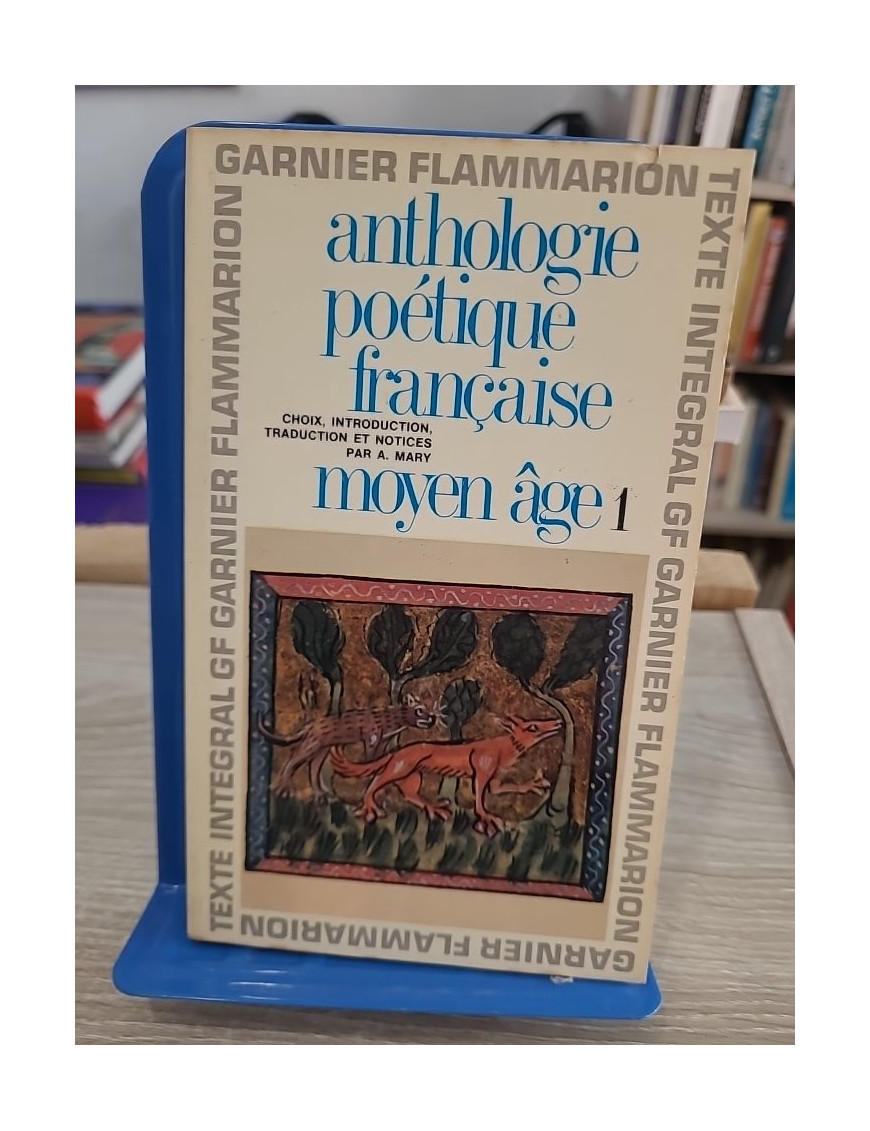 GARNIER FLAMMARION
TEXTE INTEGRAL GF GARNIER FLAMMARION
anthologie
poétique
française
CHOIX, INTRODUCTION,
TRADUCTION ET NOTICES
PAR A. MARY
moyen âge 1
TEXTE INTEGRAL GF GARNIER FLAMMARION
GARNIER FLAMMARION